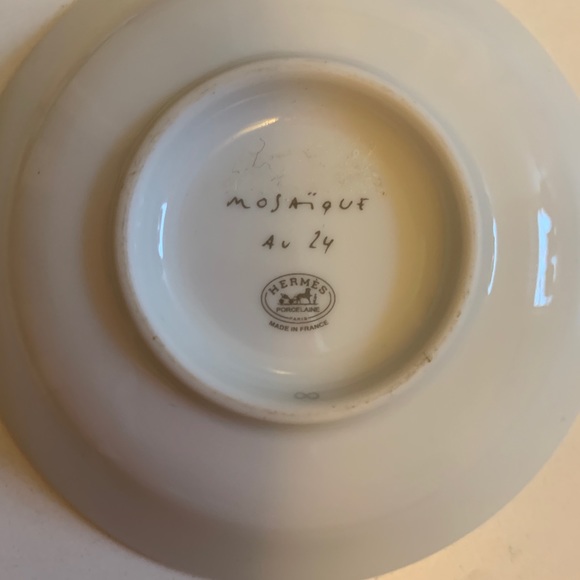 MOSAÏQUE
AU 24
HERMÈS
PORCELAINE
PARIS
MADE IN FRANCE